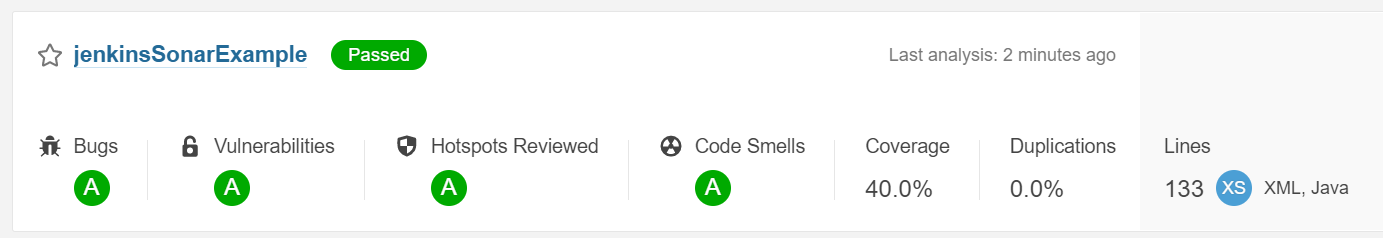 jenkinsSonarExample Passed Last analysis: 2 minutes ago
Bugs Vulnerabilities Hotspots Reviewed Code Smells Coverage Duplications Lines
A A A A 40.0% 0.0% 133 XS XML, Java